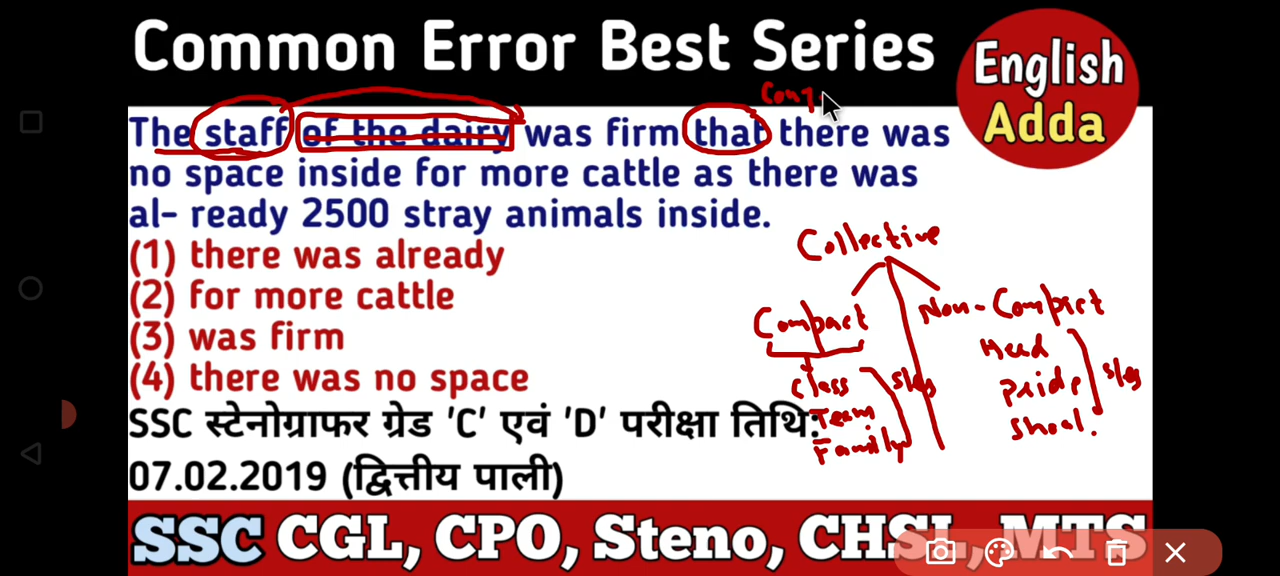 Common Error Best Series
English
Adda
The staff of the dairy was firm that there was
no space inside for more cattle as there was
al- ready 2500 stray animals inside.
(1) there was already
(2) for more cattle
(3) was firm
(4) there was no space
SSC स्टेनोग्राफर ग्रेड 'C' एवं 'D' परीक्षा तिथि:
07.02.2019 (द्वित्तीय पाली)
Collective
Compact
Non-Compact
Class
Team
Family
Pride
Shoal.
SSC CGL, CPO, Steno, CHSL, MTS